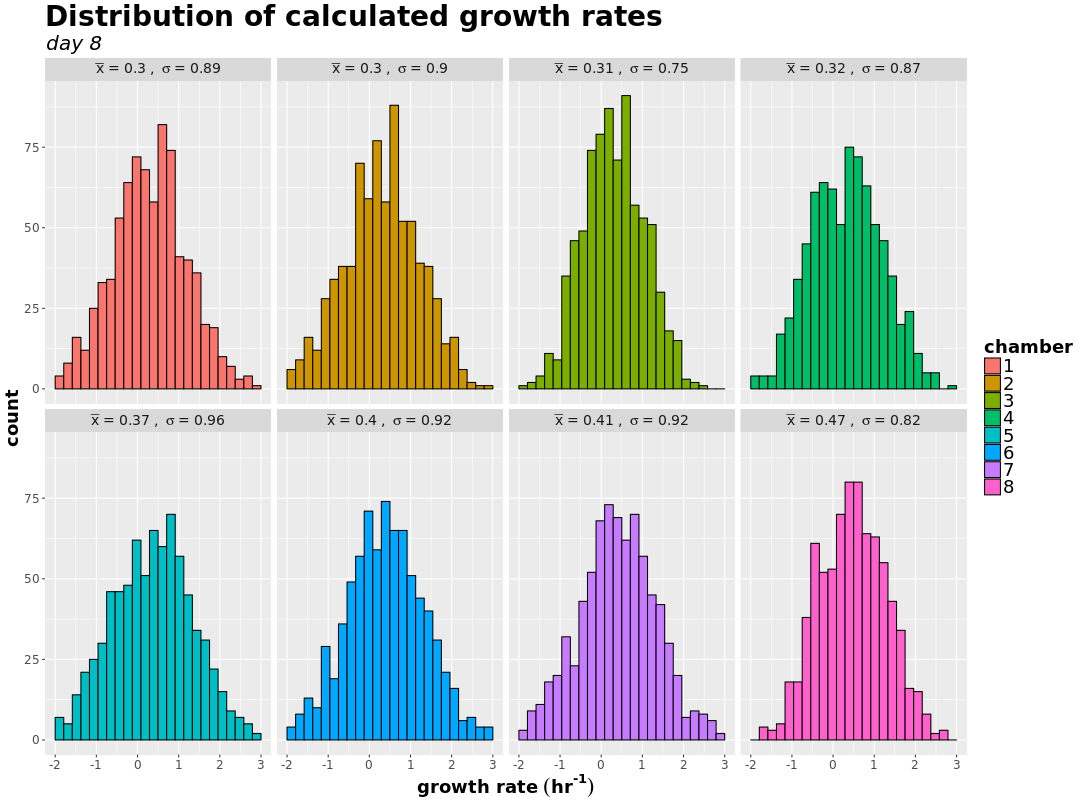 Distribution of calculated growth rates
day 8
x̅ = 0.3 , σ = 0.89
x̅ = 0.3 , σ = 0.9
x̅ = 0.31 , σ = 0.75
x̅ = 0.32 , σ = 0.87
75
50
25
0
x̅ = 0.37 , σ = 0.96
x̅ = 0.4 , σ = 0.92
x̅ = 0.41 , σ = 0.92
x̅ = 0.47 , σ = 0.82
75
50
25
0
-2 -1 0 1 2 3
-2 -1 0 1 2 3
-2 -1 0 1 2 3
-2 -1 0 1 2 3
growth rate (hr⁻¹)
count
chamber
1
2
3
4
5
6
7
8